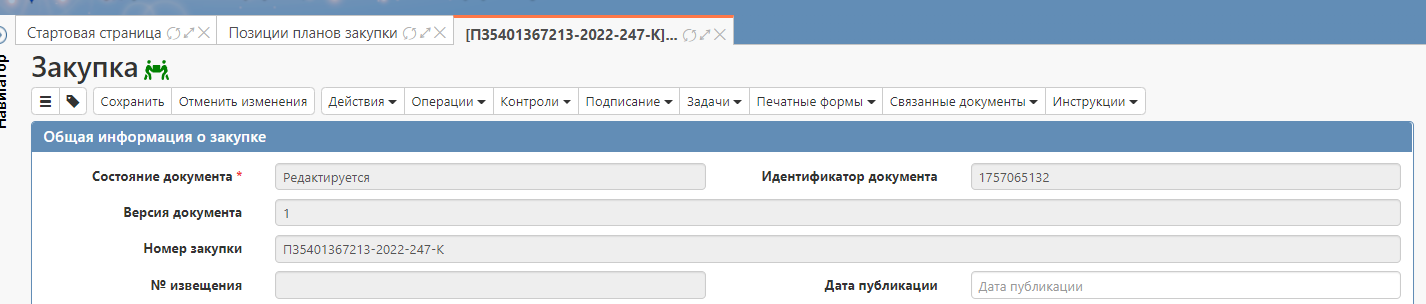 Стартовая страница Позиции планов закупки [П35401367213-2022-247-К]...
Навигатор
Закупка
Сохранить Отменить изменения Действия Операции Контроли Подписание Задачи Печатные формы Связанные документы Инструкции
Общая информация о закупке
Состояние документа * Редактируется Идентификатор документа 1757065132
Версия документа 1
Номер закупки П35401367213-2022-247-К
№ извещения Дата публикации Дата публикации